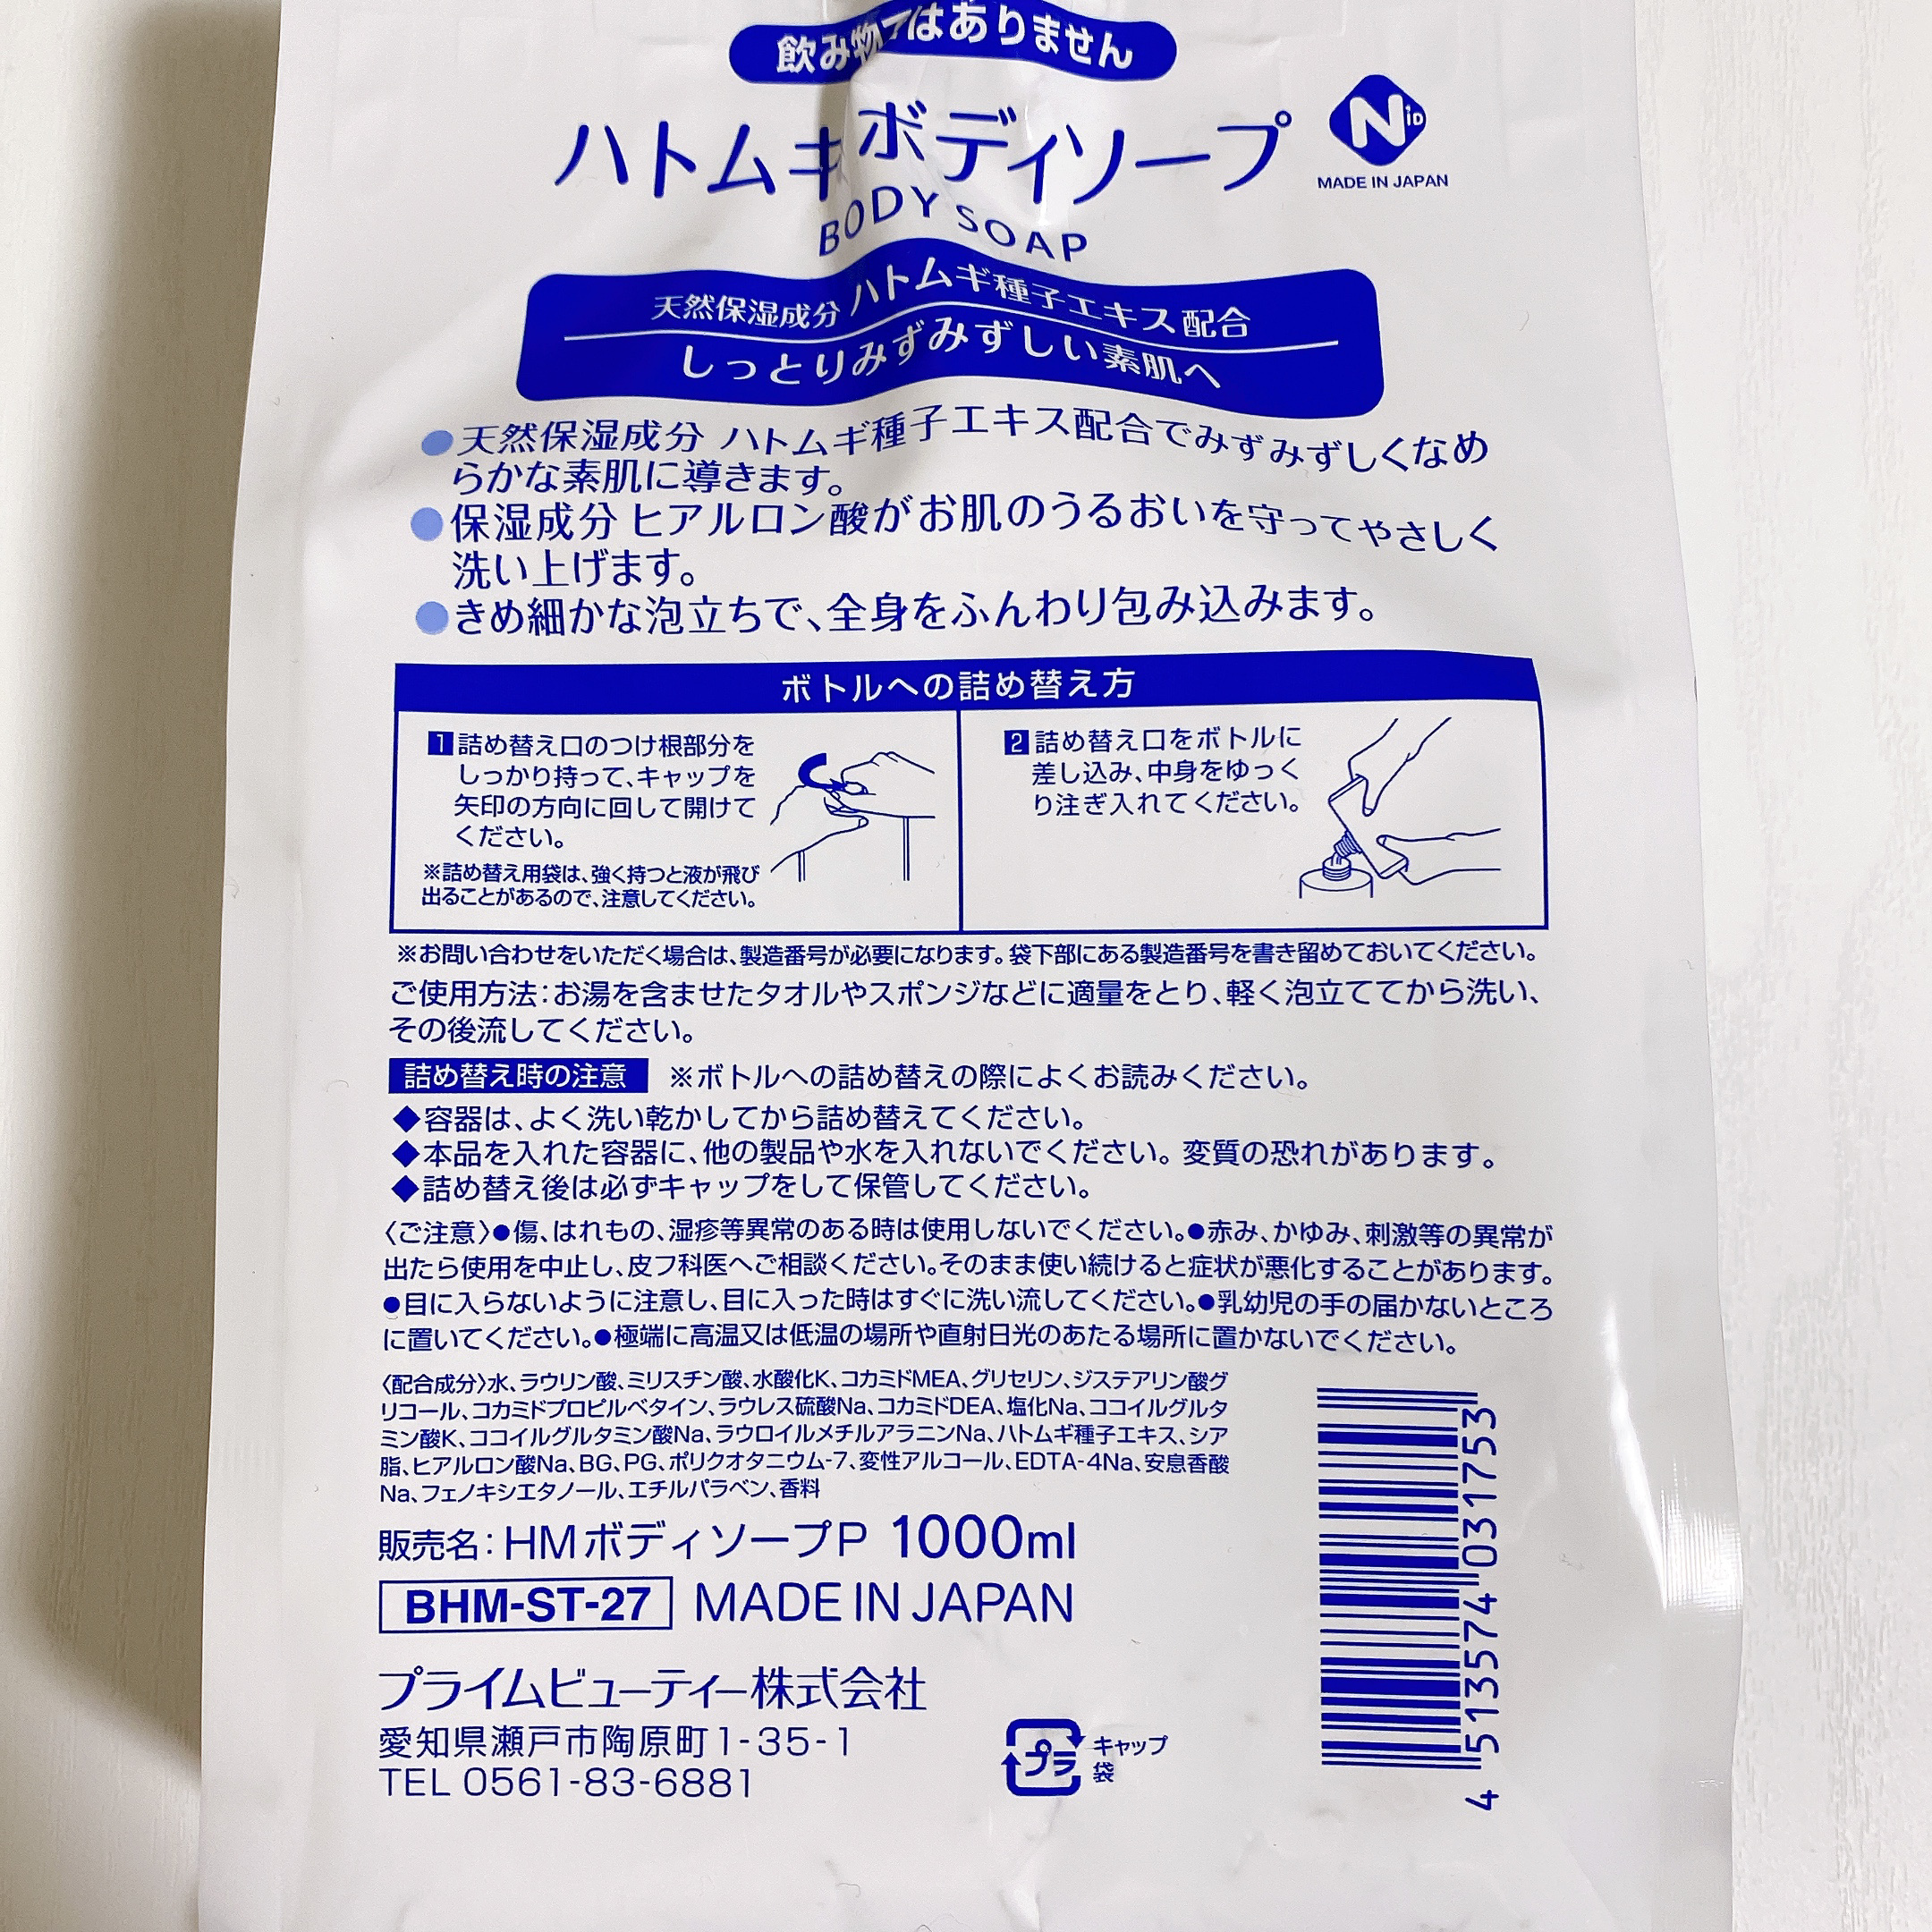 飲み物ではありません
ハトムギボディソープ
N iD
MADE IN JAPAN
BODY SOAP
天然保湿成分 ハトムギ種子エキス 配合
しっとりみずみずしい素肌へ
●天然保湿成分 ハトムギ種子エキス配合でみずみずしくなめ
らかな素肌に導きます。
●保湿成分 ヒアルロン酸がお肌のうるおいを守ってやさしく
洗い上げます。
●きめ細かな泡立ちで、全身をふんわり包み込みます。
ボトルへの詰め替え方
1 詰め替え口のつけ根部分を
しっかり持って、キャップを
矢印の方向に回して開けて
ください。
※詰め替え用袋は、強く持つと液が飛び
出ることがあるので、注意してください。
2 詰め替え口をボトルに
差し込み、中身をゆっく
り注ぎ入れてください。
※お問い合わせをいただく場合は、製造番号が必要になります。袋下部にある製造番号を書き留めておいてください。
ご使用方法：お湯を含ませたタオルやスポンジなどに適量をとり、軽く泡立ててから洗い、
その後流してください。
詰め替え時の注意 ※ボトルへの詰め替えの際によくお読みください。
◆容器は、よく洗い乾かしてから詰め替えてください。
◆本品を入れた容器に、他の製品や水を入れないでください。変質の恐れがあります。
◆詰め替え後は必ずキャップをして保管してください。
〈ご注意〉●傷、はれもの、湿疹等異常のある時は使用しないでください。●赤み、かゆみ、刺激等の異常が
出たら使用を中止し、皮フ科医へご相談ください。そのまま使い続けると症状が悪化することがあります。
●目に入らないように注意し、目に入った時はすぐに洗い流してください。●乳幼児の手の届かないところ
に置いてください。●極端に高温又は低温の場所や直射日光のあたる場所に置かないでください。
〈配合成分〉水、ラウリン酸、ミリスチン酸、水酸化K、コカミドMEA、グリセリン、ジステアリン酸グ
リコール、コカミドプロピルベタイン、ラウレス硫酸Na、コカミドDEA、塩化Na、ココイルグルタ
ミン酸K、ココイルグルタミン酸Na、ラウロイルメチルアラニンNa、ハトムギ種子エキス、シア
脂、ヒアルロン酸Na、BG、PG、ポリクオタニウム-7、変性アルコール、EDTA-4Na、安息香酸
Na、フェノキシエタノール、エチルパラベン、香料
販売名：HMボディソープP 1000ml
BHM-ST-27 MADE IN JAPAN
プライムビューティー株式会社
愛知県瀬戸市陶原町1-35-1
TEL 0561-83-6881
プラ キャップ
袋
4 513574 031753